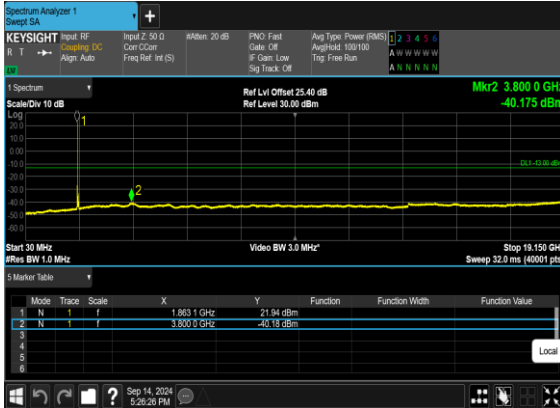 Spectrum Analyzer 1
Swept SA
+
KEYSIGHT
R T
Input: RF
Coupling: DC
Align: Auto
Input Z: 50 Ω
Corr CCorr
Freq Ref: Int (S)
#Atten: 20 dB
PNO: Fast
Gate: Off
IF Gain: Low
Sig Track: Off
Avg Type: Power (RMS)
Avg|Hold: 100/100
Trig: Free Run
1 2 3 4 5 6
A W W W W W
A N N N N N
1 Spectrum
Scale/Div 10 dB
Ref Lvl Offset 25.40 dB
Ref Level 30.00 dBm
Mkr2 3.800 0 GHz
-40.175 dBm
Log
20.0
10.0
0.00
-10.0
-20.0
-30.0
-40.0
-50.0
-60.0
1
2
DL1 -13.00 dBm
Start 30 MHz
#Res BW 1.0 MHz
Video BW 3.0 MHz*
Stop 19.150 GH
Sweep 32.0 ms (40001 pts
5 Marker Table
Mode Trace Scale X Y Function Function Width Function Value
1 N 1 f 1.863 1 GHz 21.94 dBm
2 N 1 f 3.800 0 GHz -40.18 dBm
3
4
5
6
Local
?
Sep 14, 2024
5:26:26 PM